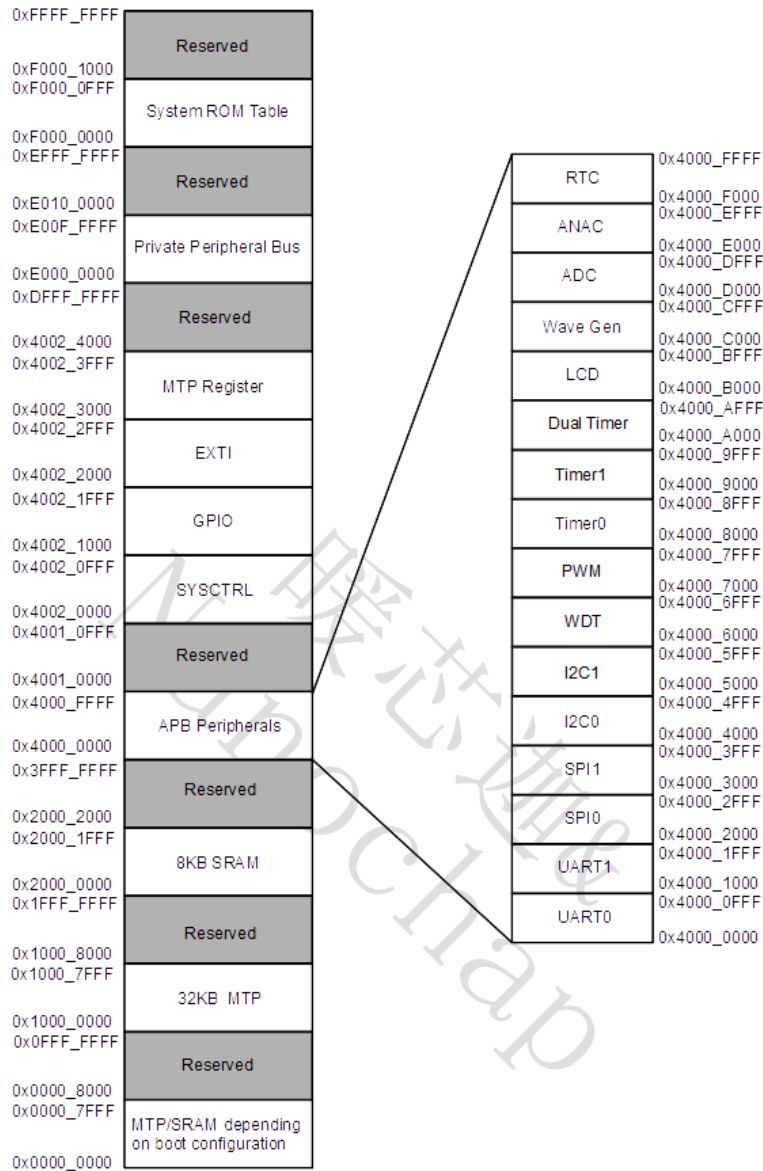 0xFFFF_FFFF
Reserved
0xF000_1000
0xF000_0FFF
System ROM Table
0xF000_0000
0xEFFF_FFFF
Reserved
0xE010_0000
0xE00F_FFFF
Private Peripheral Bus
0xE000_0000
0xDFFF_FFFF
Reserved
0x4002_4000
0x4002_3FFF
MTP Register
0x4002_3000
0x4002_2FFF
EXTI
0x4002_2000
0x4002_1FFF
GPIO
0x4002_1000
0x4002_0FFF
SYSCTRL
0x4002_0000
0x4001_0FFF
Reserved
0x4001_0000
0x4000_FFFF
APB Peripherals
0x4000_0000
0x3FFF_FFFF
Reserved
0x2000_2000
0x2000_1FFF
8KB SRAM
0x2000_0000
0x1FFF_FFFF
Reserved
0x1000_8000
0x1000_7FFF
32KB MTP
0x1000_0000
0x0FFF_FFFF
Reserved
0x0000_8000
0x0000_7FFF
MTP/SRAM depending
on boot configuration
0x0000_0000
0x4000_FFFF
RTC
0x4000_F000
0x4000_EFFF
ANAC
0x4000_E000
0x4000_DFFF
ADC
0x4000_D000
0x4000_CFFF
Wave Gen
0x4000_C000
0x4000_BFFF
LCD
0x4000_B000
0x4000_AFFF
Dual Timer
0x4000_A000
0x4000_9FFF
Timer1
0x4000_9000
0x4000_8FFF
Timer0
0x4000_8000
0x4000_7FFF
PWM
0x4000_7000
0x4000_6FFF
WDT
0x4000_6000
0x4000_5FFF
I2C1
0x4000_5000
0x4000_4FFF
I2C0
0x4000_4000
0x4000_3FFF
SPI1
0x4000_3000
0x4000_2FFF
SPI0
0x4000_2000
0x4000_1FFF
UART1
0x4000_1000
0x4000_0FFF
UART0
0x4000_0000
暖芯迦&
Nanochap